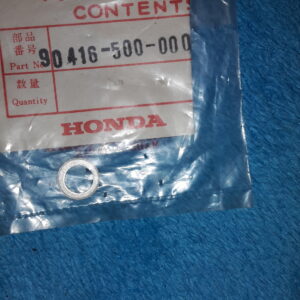 CONTENTS
部品
番号
Part No 90416-500-000
数量
Quantity
HONDA